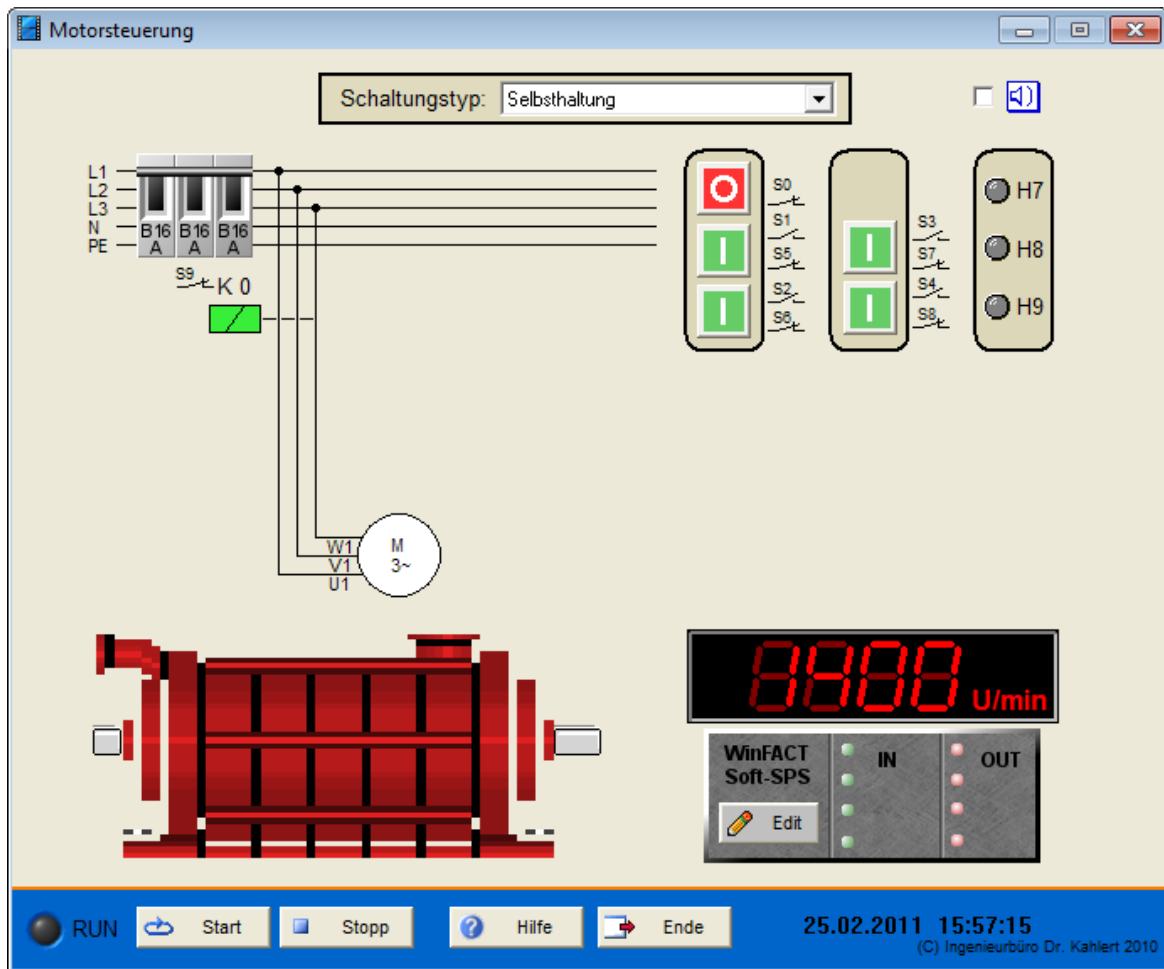 Motorsteuerung
Schaltungstyp: Selbsthaltung
L1
L2
L3
N
PE
B16 A
B16 A
B16 A
S9
K 0
S0
S1
S5
S2
S6
S3
S7
S4
S8
H7
H8
H9
W1
V1
U1
M
3~
1400 U/min
WinFACT
Soft-SPS
Edit
IN
OUT
RUN
Start
Stopp
Hilfe
Ende
25.02.2011 15:57:15
(C) Ingenieurbüro Dr. Kahlert 2010